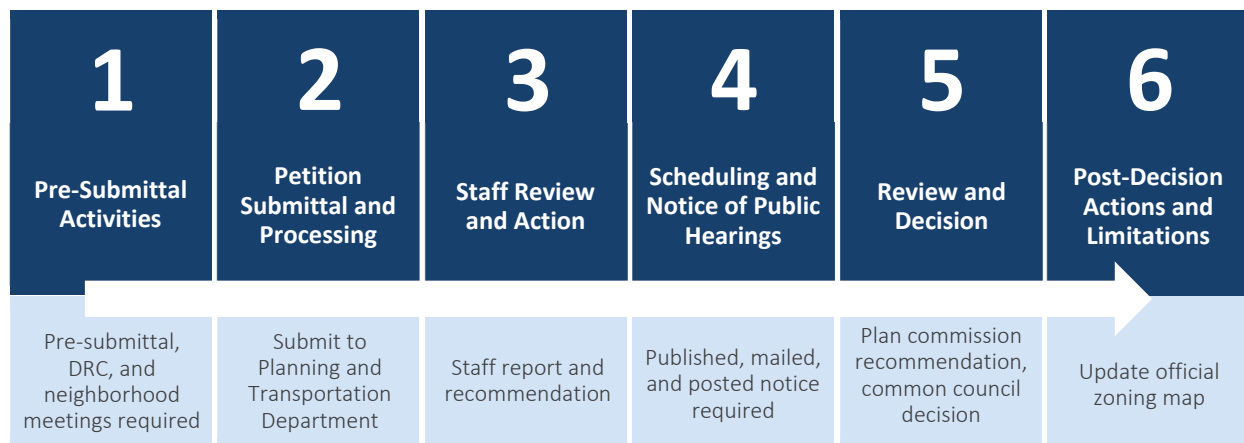 1
Pre-Submittal
Activities
Pre-submittal,
DRC, and
neighborhood
meetings required
2
Petition
Submittal and
Processing
Submit to
Planning and
Transportation
Department
3
Staff Review
and Action
Staff report and
recommendation
4
Scheduling and
Notice of Public
Hearings
Published, mailed,
and posted notice
required
5
Review and
Decision
Plan commission
recommendation,
common council
decision
6
Post-Decision
Actions and
Limitations
Update official
zoning map